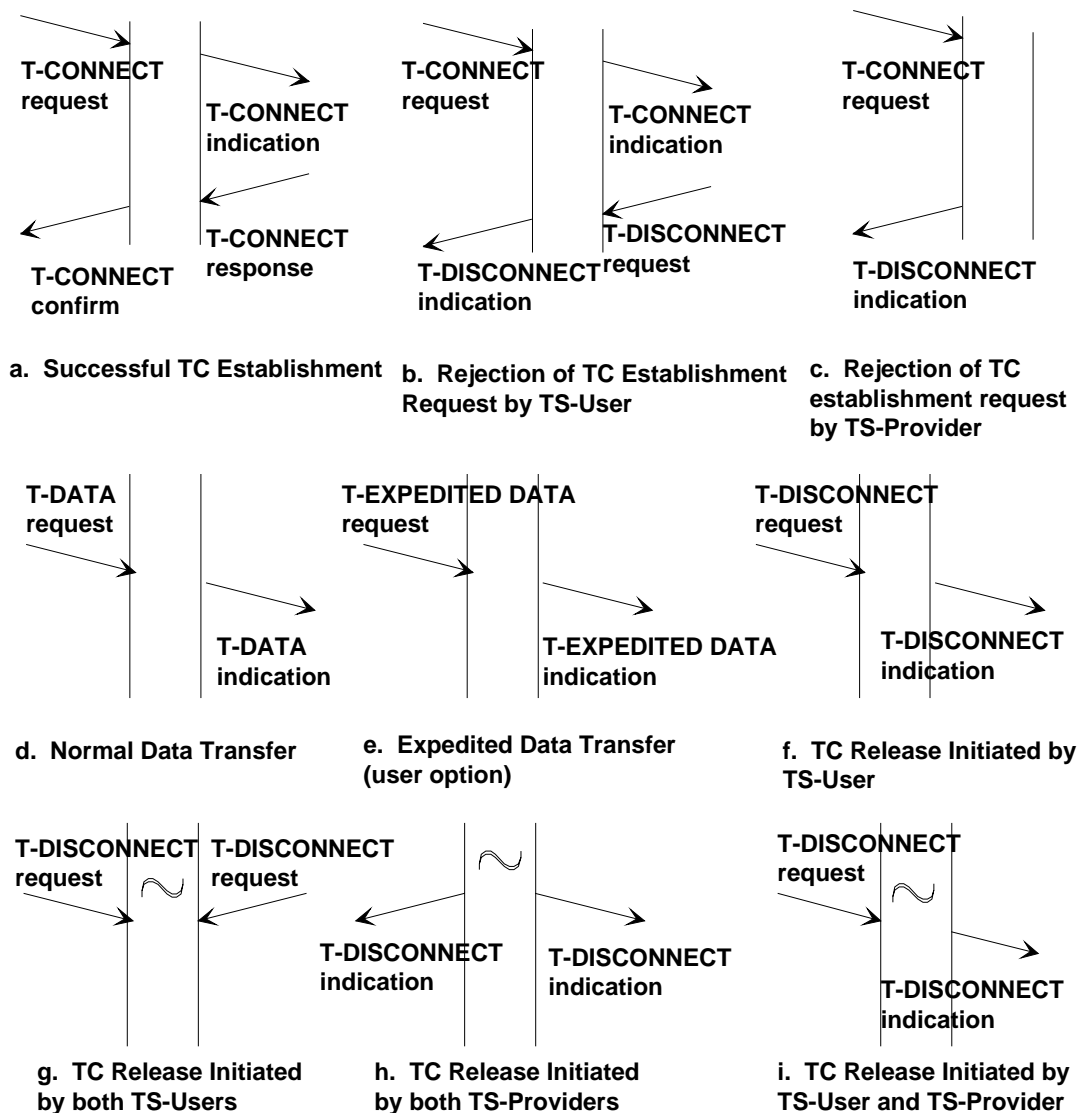 T-CONNECT
request
T-CONNECT
indication
T-CONNECT
response
T-CONNECT
confirm
a. Successful TC Establishment
T-CONNECT
request
T-CONNECT
indication
T-DISCONNECT
request
T-DISCONNECT
indication
b. Rejection of TC Establishment
Request by TS-User
T-CONNECT
request
T-DISCONNECT
indication
c. Rejection of TC
establishment request
by TS-Provider
T-DATA
request
T-DATA
indication
d. Normal Data Transfer
T-EXPEDITED DATA
request
T-EXPEDITED DATA
indication
e. Expedited Data Transfer
(user option)
T-DISCONNECT
request
T-DISCONNECT
indication
f. TC Release Initiated by
TS-User
T-DISCONNECT
request
T-DISCONNECT
request
g. TC Release Initiated
by both TS-Users
T-DISCONNECT
indication
T-DISCONNECT
indication
h. TC Release Initiated
by both TS-Providers
T-DISCONNECT
request
T-DISCONNECT
indication
i. TC Release Initiated by
TS-User and TS-Provider